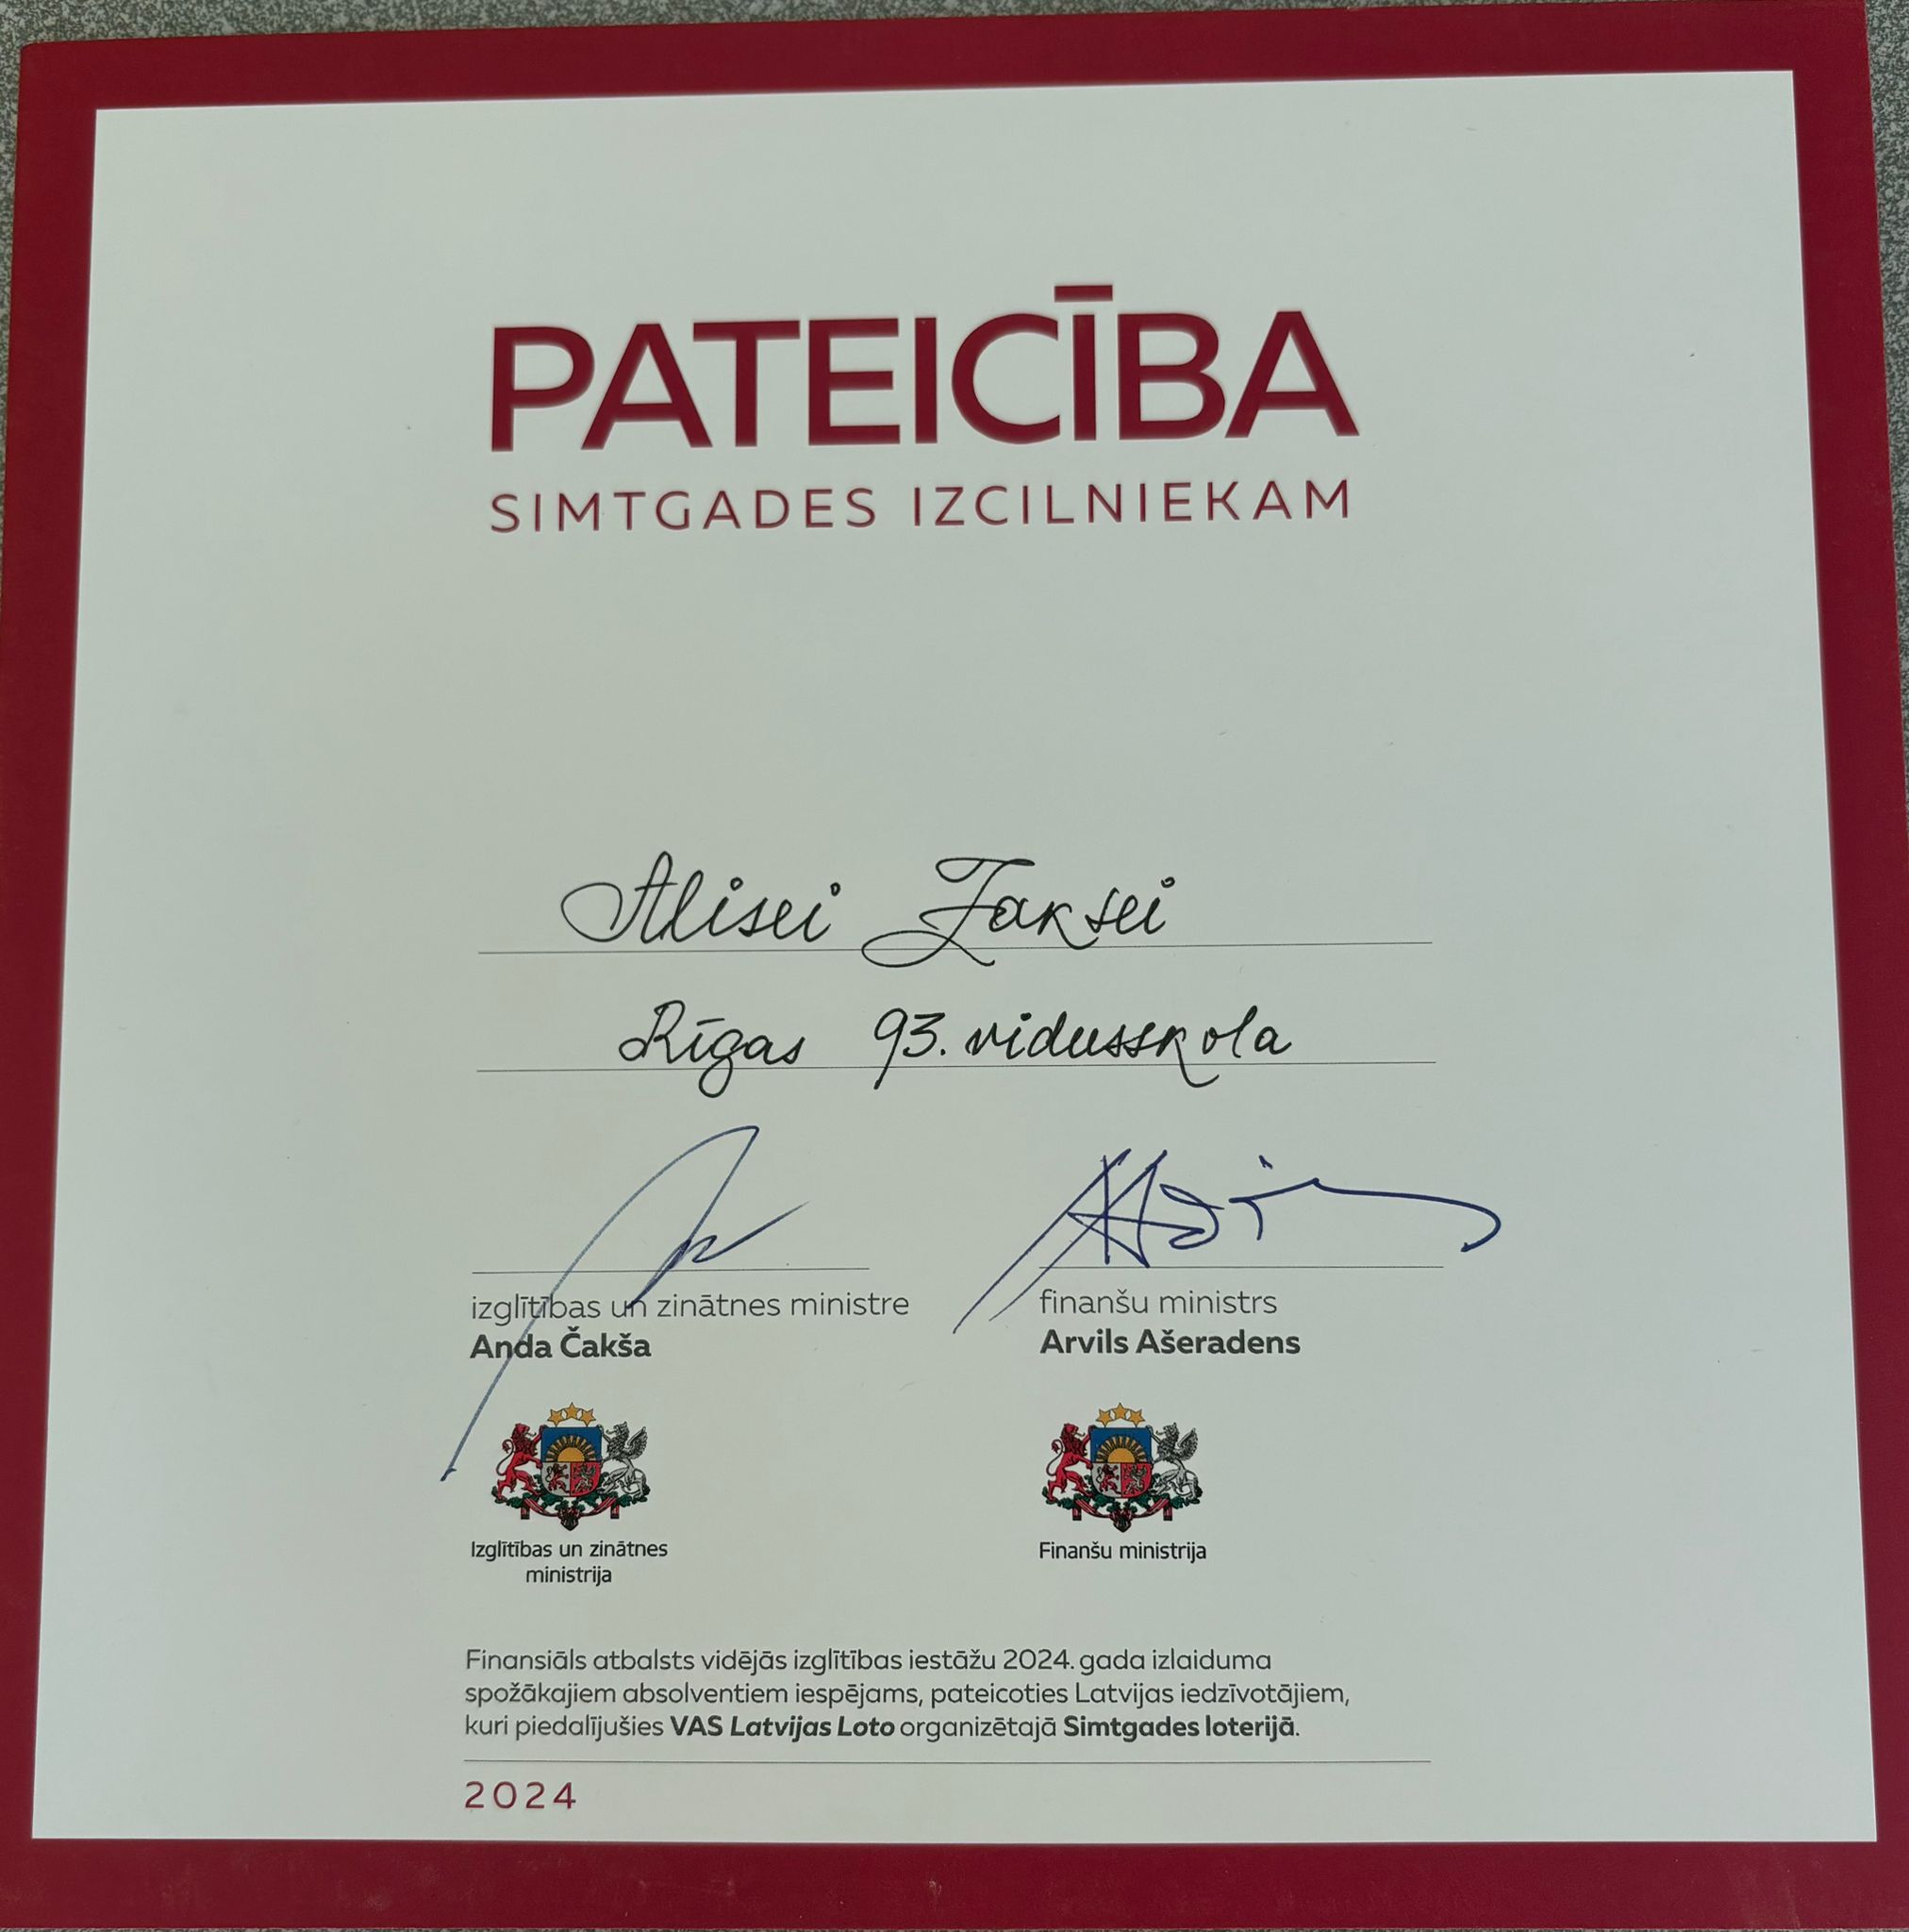 PATEICĪBA
SIMTGADES IZCILNIEKAM
Alisei Jaksei
Rīgas 93. vidusskola
izglītības un zinātnes ministre
Anda Čakša
finanšu ministrs
Arvils Ašeradens
Izglītības un zinātnes
ministrija
Finanšu ministrija
Finansiāls atbalsts vidējās izglītības iestāžu 2024. gada izlaiduma
spožākajiem absolventiem iespējams, pateicoties Latvijas iedzīvotājiem,
kuri piedalījušies VAS Latvijas Loto organizētajā Simtgades loterijā.
2024